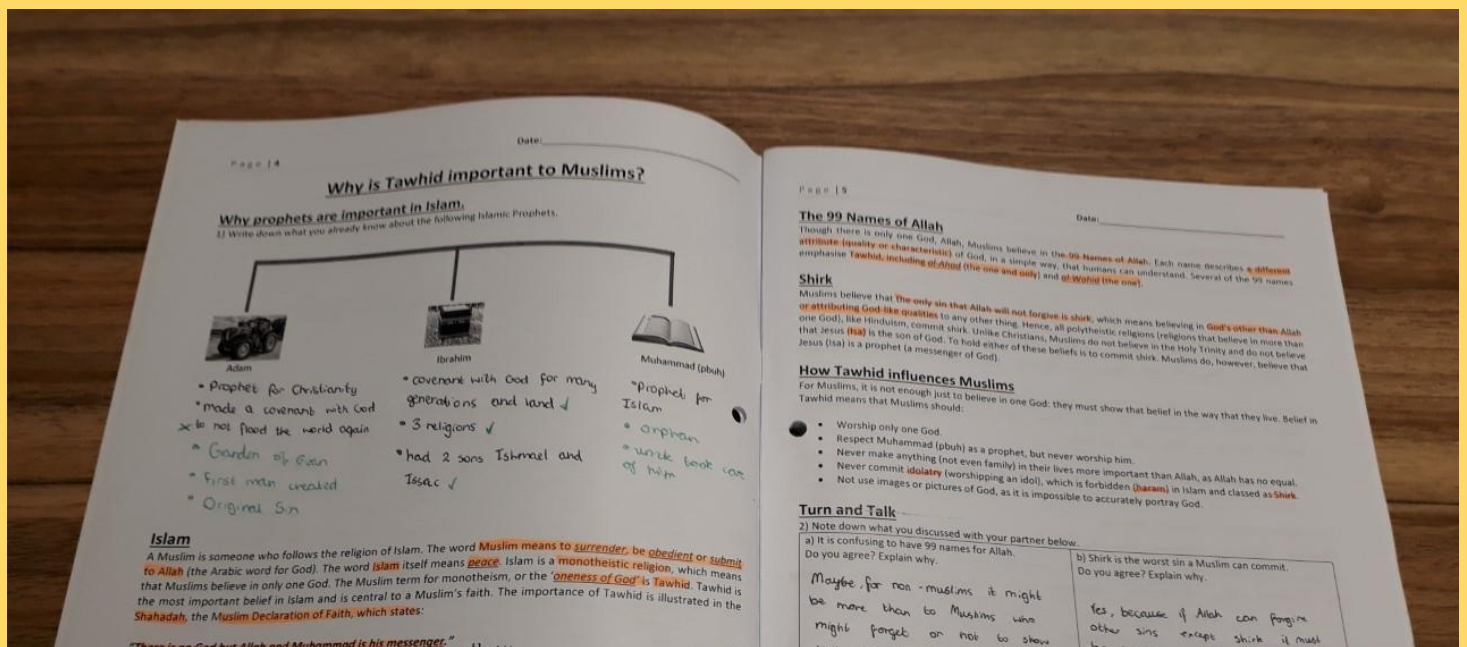 Page | 4
Date:
Why is Tawhid important to Muslims?
Why prophets are important in Islam.
1) Write down what you already know about the following Islamic Prophets.
Adam
• Prophet for Christianity
• made a covenant with God
x to not flood the world again
• Garden of
• First man created
• Original Sin
Ibrahim
• covenant with God for many
generations and land ✓
• 3 religions ✓
• had 2 sons Ishmael and
Issac ✓
Muhammad (pbuh)
• Prophet for
Islam
• orphan
• book
of him
Islam
A Muslim is someone who follows the religion of Islam. The word Muslim means to surrender, be obedient or submit
to Allah (the Arabic word for God). The word Islam itself means peace. Islam is a monotheistic religion, which means
that Muslims believe in only one God. The Muslim term for monotheism, or the 'oneness of God' is Tawhid. Tawhid is
the most important belief in Islam and is central to a Muslim's faith. The importance of Tawhid is illustrated in the
Shahadah, the Muslim Declaration of Faith, which states:
"There is no God but Allah and Muhammad is his messenger."
Page | 5
Date:
The 99 Names of Allah
Though there is only one God, Allah, Muslims believe in the 99 Names of Allah. Each name describes a different
attribute (quality or characteristic) of God, in a simple way, that humans can understand. Several of the 99 names
emphasise Tawhid, including al-Ahad (the one and only) and al-Wahid (the one).
Shirk
Muslims believe that the only sin that Allah will not forgive is shirk, which means believing in God's other than Allah
or attributing God-like qualities to any other thing. Hence, all polytheistic religions (religions that believe in more than
one God), like Hinduism, commit shirk. Unlike Christians, Muslims do not believe in the Holy Trinity and do not believe
that Jesus (Isa) is the son of God. To hold either of these beliefs is to commit shirk. Muslims do, however, believe that
Jesus (Isa) is a prophet (a messenger of God).
How Tawhid influences Muslims
For Muslims, it is not enough just to believe in one God: they must show that belief in the way that they live. Belief in
Tawhid means that Muslims should:
• Worship only one God.
• Respect Muhammad (pbuh) as a prophet, but never worship him.
• Never make anything (not even family) in their lives more important than Allah, as Allah has no equal.
• Never commit idolatry (worshipping an idol), which is forbidden (haram) in Islam and classed as Shirk.
• Not use images or pictures of God, as it is impossible to accurately portray God.
Turn and Talk
2) Note down what you discussed with your partner below.
a) It is confusing to have 99 names for Allah.
Do you agree? Explain why.
Maybe, for non-muslims it might
be more than to Muslims who
might forget or not to show
b) Shirk is the worst sin a Muslim can commit.
Do you agree? Explain why.
Yes, because if Allah can forgive
other sins except shirk it must